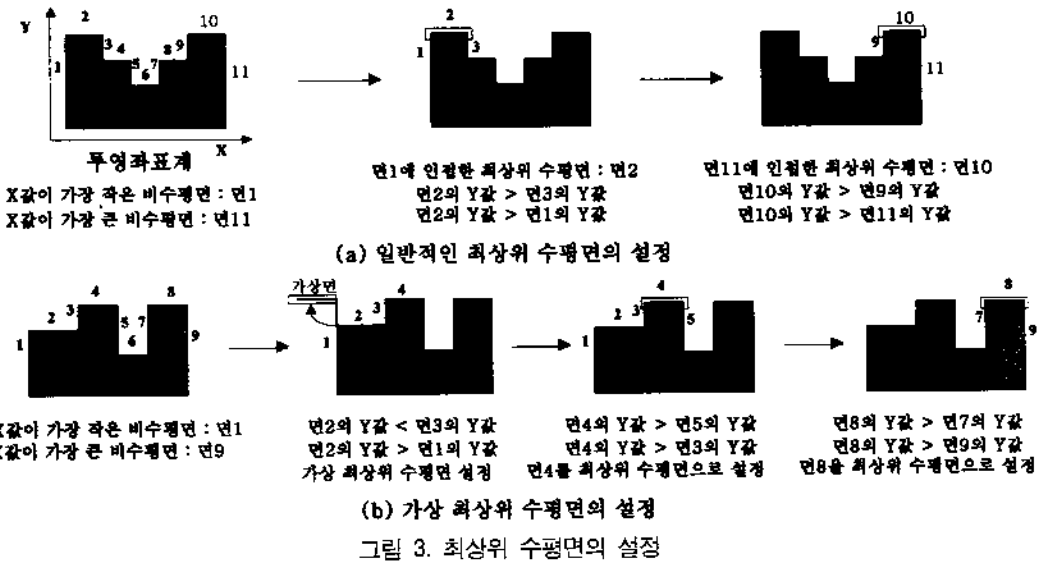 Y
2
3 4
8 9
10
1
5 7
6
11
X
투영좌표계
X값이 가장 작은 비수평면 : 면1
X값이 가장 큰 비수평면 : 면11
2
1
3
면1에 인접한 최상위 수평면 : 면2
면2의 Y값 > 면3의 Y값
면2의 Y값 > 면1의 Y값
10
9
11
면11에 인접한 최상위 수평면 : 면10
면10의 Y값 > 면9의 Y값
면10의 Y값 > 면11의 Y값
(a) 일반적인 최상위 수평면의 설정
4
8
2 3
5 7
1
6
9
X값이 가장 작은 비수평면 : 면1
X값이 가장 큰 비수평면 : 면9
가상면
4
2 3
1
면2의 Y값 < 면3의 Y값
면2의 Y값 > 면1의 Y값
가상 최상위 수평면 설정
4
2 3
5
1
면4의 Y값 > 면5의 Y값
면4의 Y값 > 면3의 Y값
면4를 최상위 수평면으로 설정
8
7
9
면8의 Y값 > 면7의 Y값
면8의 Y값 > 면9의 Y값
면8을 최상위 수평면으로 설정
(b) 가상 최상위 수평면의 설정
그림 3. 최상위 수평면의 설정